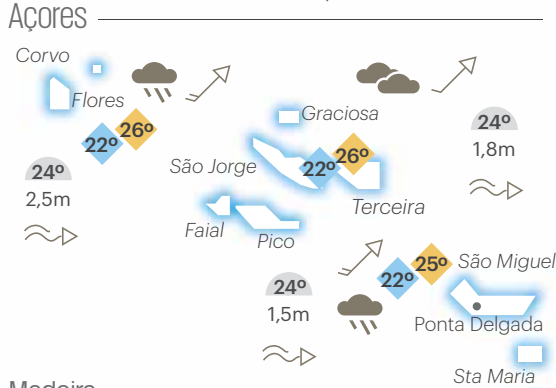 Açores
Corvo
Flores
22º 26º
24º
2,5m
Graciosa
24º
1,8m
São Jorge
22º 26º
Terceira
Faial
Pico
24º
1,5m
22º 25º
São Miguel
Ponta Delgada
Sta Maria
Madeira